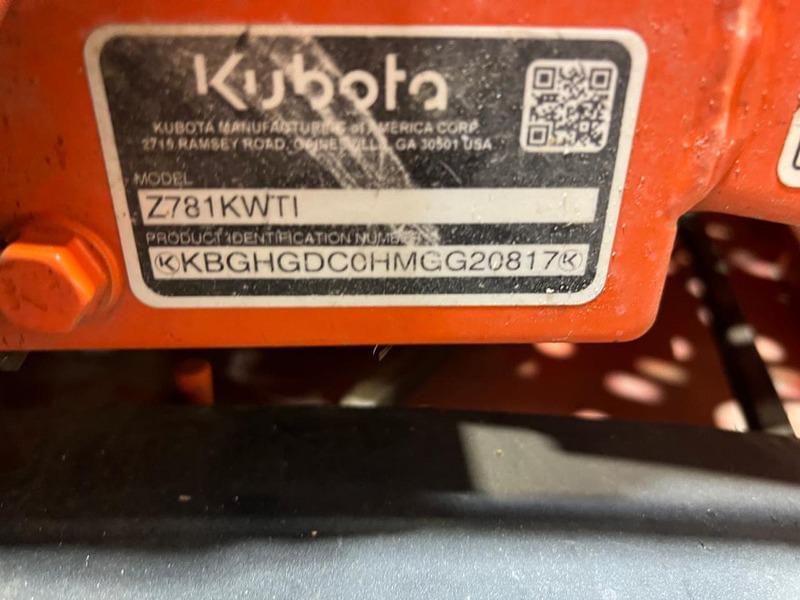 Kubota
KUBOTA MANUFACTURING of AMERICA CORP.
2715 RAMSEY ROAD, GAINESVILLE, GA 30501 USA
MODEL
Z781KWTI
PRODUCT IDENTIFICATION NUMBER
KBGHGDC0HMGG20817